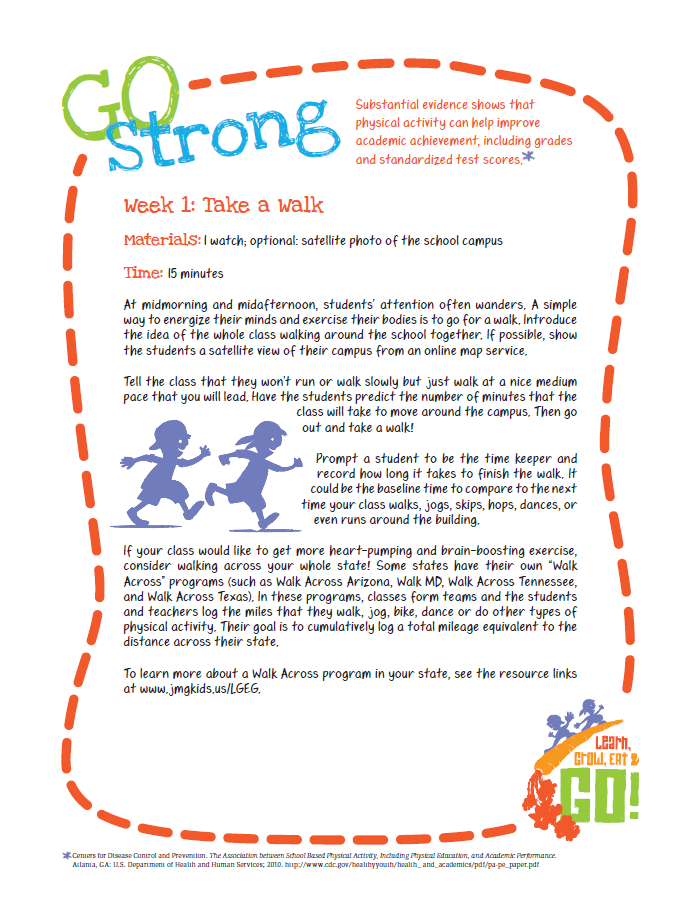 GO
Strong
Substantial evidence shows that
physical activity can help improve
academic achievement, including grades
and standardized test scores.*
Week 1: Take a Walk
Materials: 1 watch; optional: satellite photo of the school campus
Time: 15 minutes
At midmorning and midafternoon, students' attention often wanders. A simple
way to energize their minds and exercise their bodies is to go for a walk. Introduce
the idea of the whole class walking around the school together. If possible, show
the students a satellite view of their campus from an online map service.
Tell the class that they won't run or walk slowly but just walk at a nice medium
pace that you will lead. Have the students predict the number of minutes that the
class will take to move around the campus. Then go
out and take a walk!
Prompt a student to be the time keeper and
record how long it takes to finish the walk. It
could be the baseline time to compare to the next
time your class walks, jogs, skips, hops, dances, or
even runs around the building.
If your class would like to get more heart-pumping and brain-boosting exercise,
consider walking across your whole state! Some states have their own "Walk
Across" programs (such as Walk Across Arizona, Walk MD, Walk Across Tennessee,
and Walk Across Texas). In these programs, classes form teams and the students
and teachers log the miles that they walk, jog, bike, dance or do other types of
physical activity. Their goal is to cumulatively log a total mileage equivalent to the
distance across their state.
To learn more about a Walk Across program in your state, see the resource links
at www.jmgkids.us/LGEG.
Learn,
Grow, Eat &
GO!
*Centers for Disease Control and Prevention. The Association between School Based Physical Activity, Including Physical Education, and Academic Performance.
Atlanta, GA: U.S. Department of Health and Human Services; 2010. http://www.cdc.gov/healthyyouth/health_and_academics/pdf/pa-pe_paper.pdf